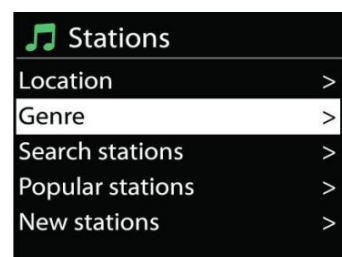 Stations
Location >
Genre >
Search stations >
Popular stations >
New stations >